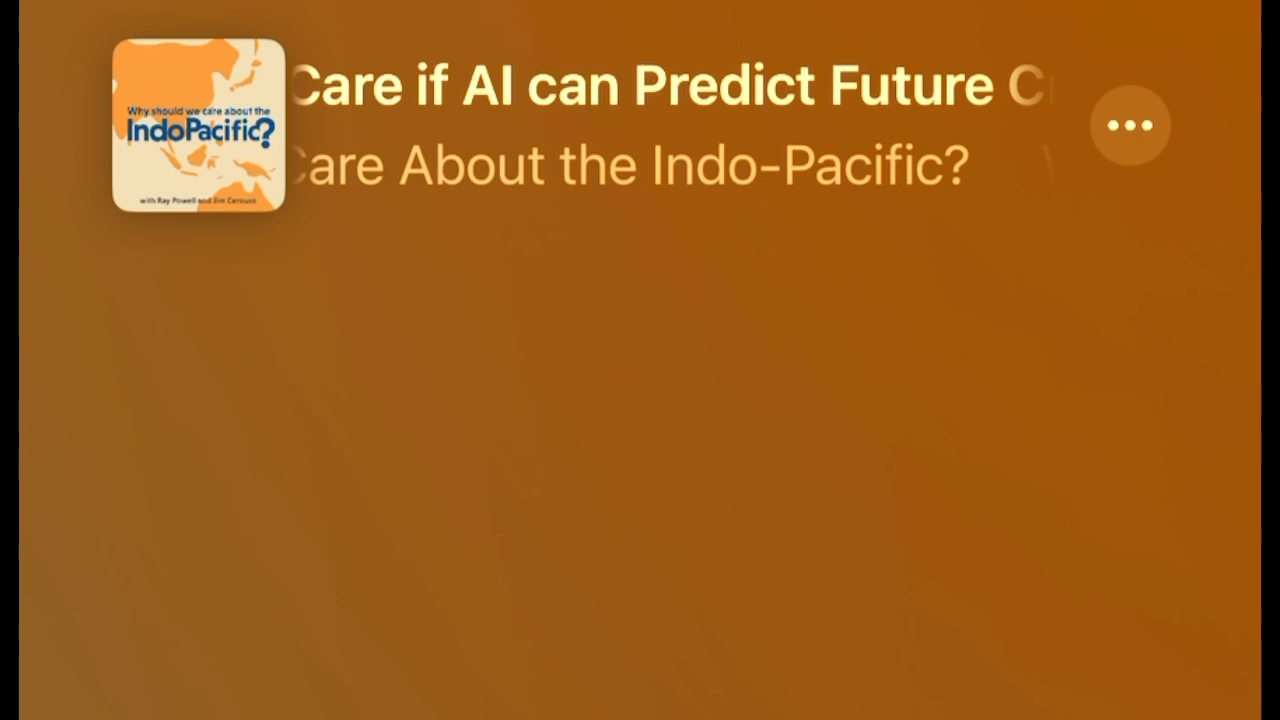 Care if AI can Predict Future
Care About the Indo-Pacific?
Why should we care about the
IndoPacific?
with Ray Powell and Jim Carouso